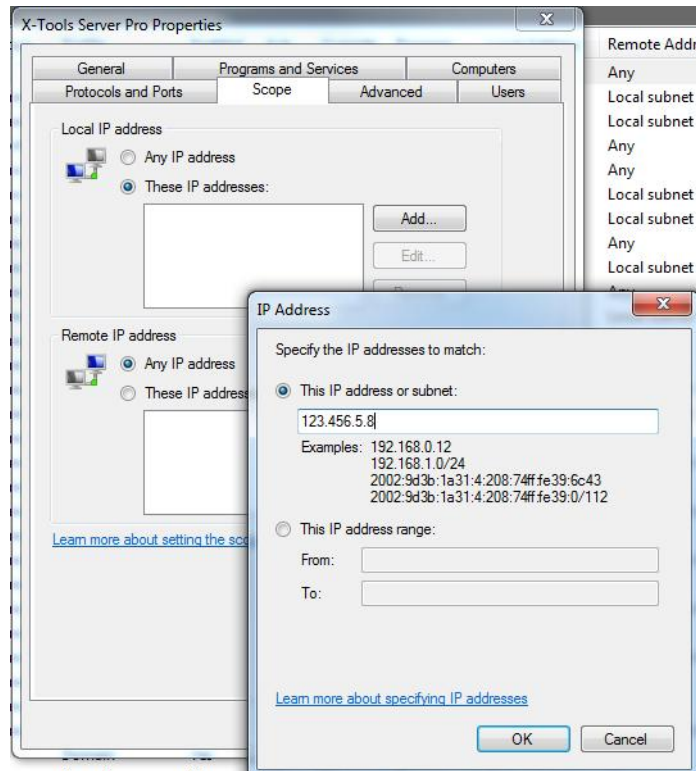 X-Tools Server Pro Properties
General Programs and Services Computers
Protocols and Ports Scope Advanced Users
Local IP address
Any IP address
These IP addresses:
Add...
Edit...
Remote IP address
Any IP address
These IP address
Learn more about setting the sco
Remote Addr
Any
Local subnet
Local subnet
Any
Any
Local subnet
Local subnet
Any
Local subnet
IP Address
Specify the IP addresses to match:
This IP address or subnet:
123.456.5.8
Examples: 192.168.0.12
192.168.1.0/24
2002:9d3b:1a31:4:208:74ff:fe39:6c43
2002:9d3b:1a31:4:208:74ff:fe39:0/112
This IP address range:
From:
To:
Learn more about specifying IP addresses
OK Cancel